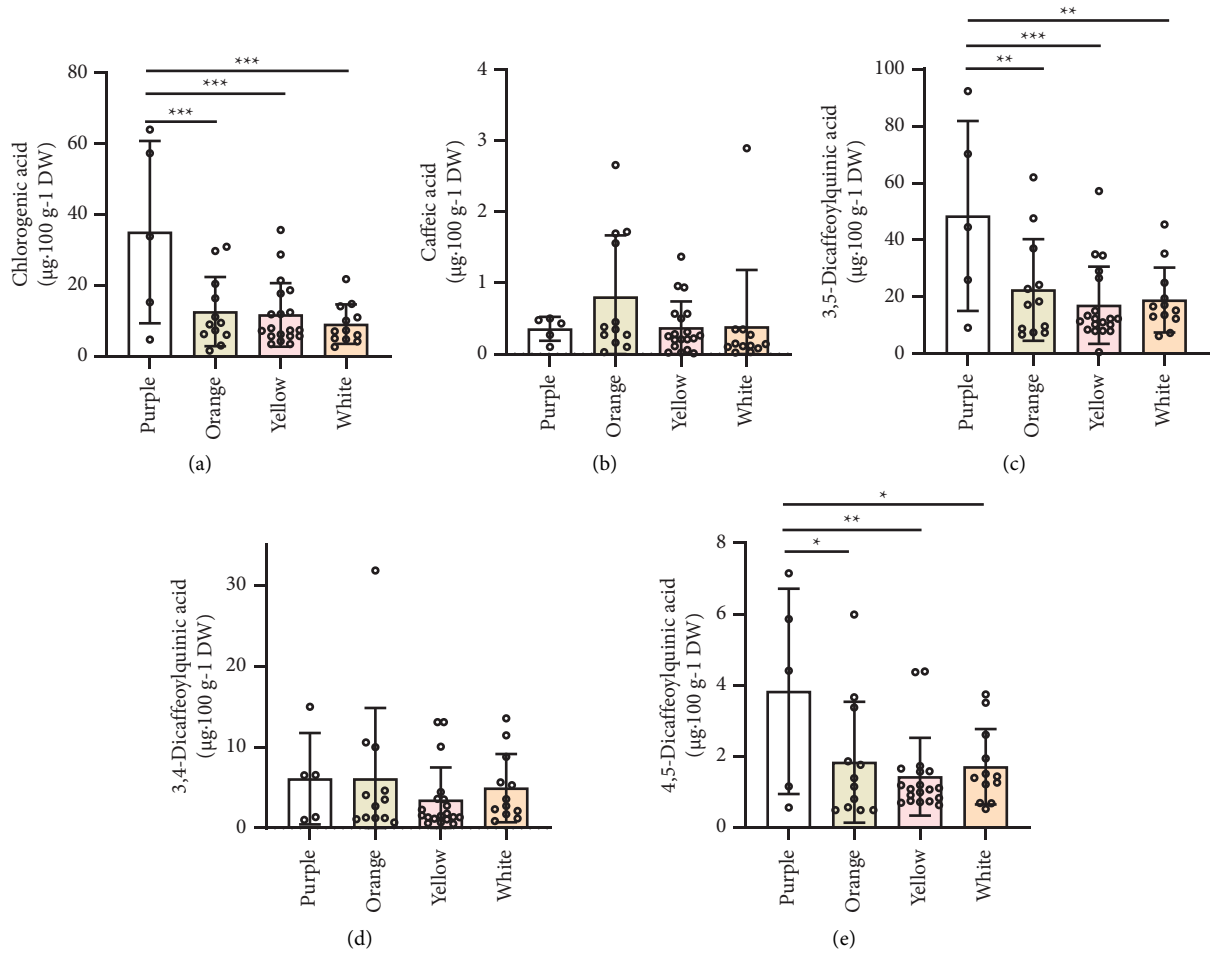 Chlorogenic acid
(µg·100 g-1 DW)
80
60
40
20
0
***
***
***
Purple
Orange
Yellow
White
(a)
Caffeic acid
(µg·100 g-1 DW)
4
3
2
1
0
Purple
Orange
Yellow
White
(b)
3,5-Dicaffeoylquinic acid
(µg·100 g-1 DW)
100
80
60
40
20
0
**
***
**
Purple
Orange
Yellow
White
(c)
3,4-Dicaffeoylquinic acid
(µg·100 g-1 DW)
30
20
10
0
Purple
Orange
Yellow
White
(d)
4,5-Dicaffeoylquinic acid
(µg·100 g-1 DW)
8
6
4
2
0
*
**
*
Purple
Orange
Yellow
White
(e)